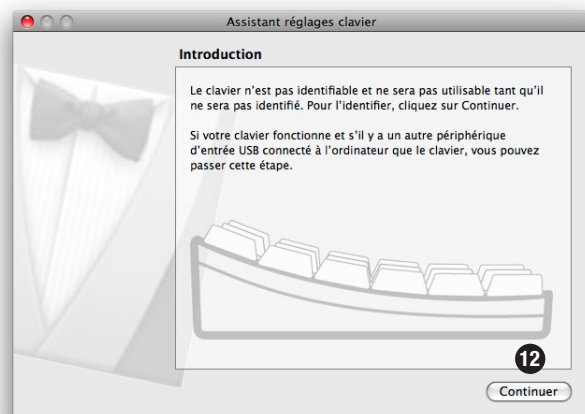 Assistant réglages clavier
Introduction
Le clavier n'est pas identifiable et ne sera pas utilisable tant qu'il
ne sera pas identifié. Pour l'identifier, cliquez sur Continuer.
Si votre clavier fonctionne et s'il y a un autre périphérique
d'entrée USB connecté à l'ordinateur que le clavier, vous pouvez
passer cette étape.
12
Continuer